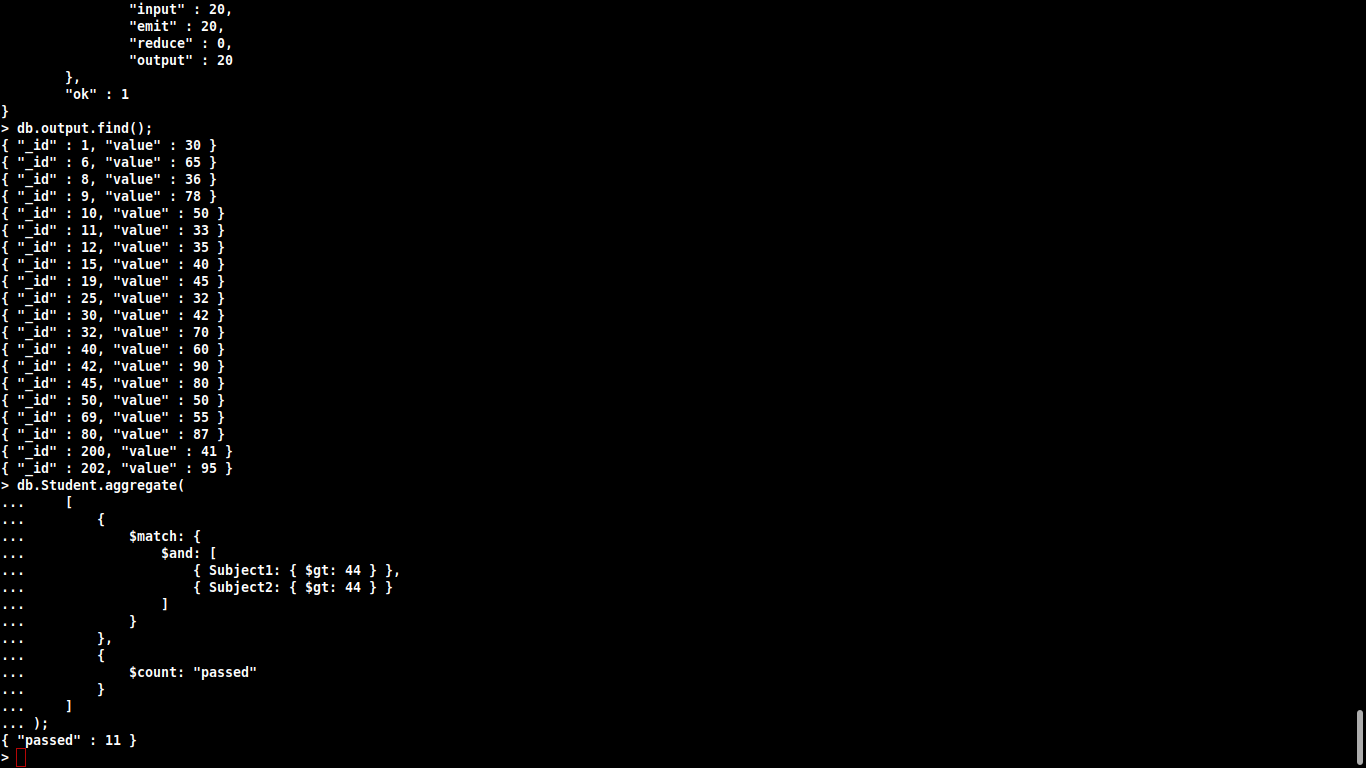 "input" : 20,
                "emit" : 20,
                "reduce" : 0,
                "output" : 20
        },
        "ok" : 1
}
> db.output.find();
{ "_id" : 1, "value" : 30 }
{ "_id" : 6, "value" : 65 }
{ "_id" : 8, "value" : 36 }
{ "_id" : 9, "value" : 78 }
{ "_id" : 10, "value" : 50 }
{ "_id" : 11, "value" : 33 }
{ "_id" : 12, "value" : 35 }
{ "_id" : 15, "value" : 40 }
{ "_id" : 19, "value" : 45 }
{ "_id" : 25, "value" : 32 }
{ "_id" : 30, "value" : 42 }
{ "_id" : 32, "value" : 70 }
{ "_id" : 40, "value" : 60 }
{ "_id" : 42, "value" : 90 }
{ "_id" : 45, "value" : 80 }
{ "_id" : 50, "value" : 50 }
{ "_id" : 69, "value" : 55 }
{ "_id" : 80, "value" : 87 }
{ "_id" : 200, "value" : 41 }
{ "_id" : 202, "value" : 95 }
> db.Student.aggregate(
...     [
...         {
...             $match: {
...                 $and: [
...                     { Subject1: { $gt: 44 } },
...                     { Subject2: { $gt: 44 } }
...                 ]
...             }
...         },
...         {
...             $count: "passed"
...         }
...     ]
... );
{ "passed" : 11 }
>